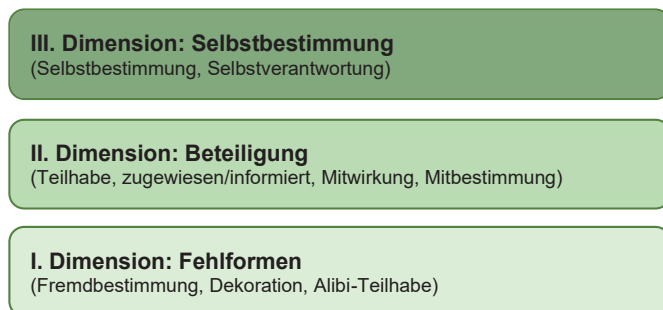 III. Dimension: Selbstbestimmung
(Selbstbestimmung, Selbstverantwortung)
II. Dimension: Beteiligung
(Teilhabe, zugewiesen/informiert, Mitwirkung, Mitbestimmung)
I. Dimension: Fehlformen
(Fremdbestimmung, Dekoration, Alibi-Teilhabe)